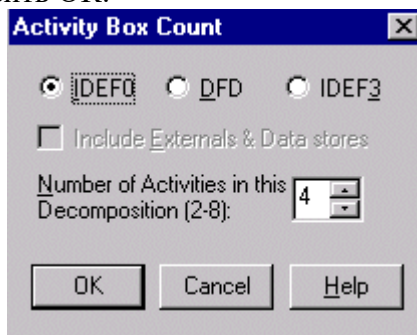 ОК.
Activity Box Count
IDEF0 DFD IDEF3
Include Externals & Data stores
Number of Activities in this
Decomposition (2-8):
4
OK Cancel Help